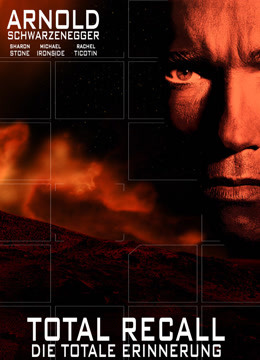 ARNOLD
SCHWARZENEGGER
SHARON MICHAEL RACHEL
STONE IRONSIDE TICOTIN
TOTAL RECALL
DIE TOTALE ERINNERUNG